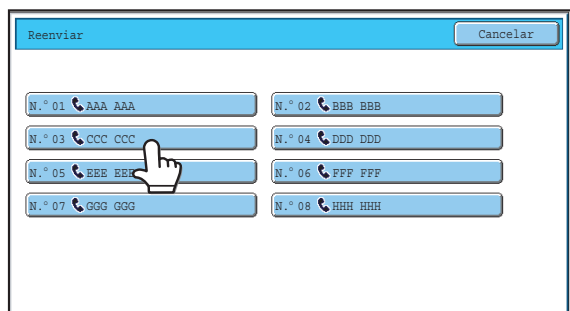 Reenviar Cancelar
N.º 01 AAA AAA N.º 02 BBB BBB
N.º 03 CCC CCC N.º 04 DDD DDD
N.º 05 EEE EEE N.º 06 FFF FFF
N.º 07 GGG GGG N.º 08 HHH HHH